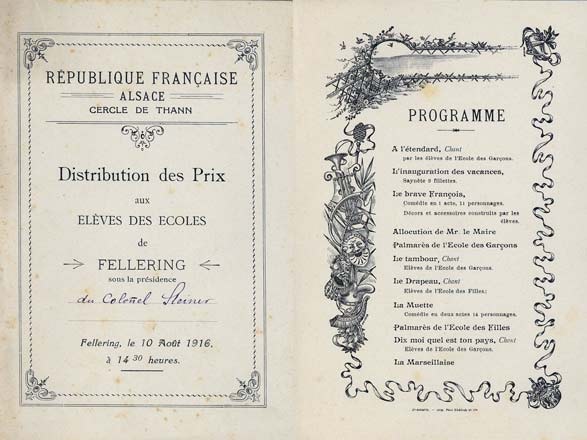 RÉPUBLIQUE FRANÇAISE
ALSACE
CERCLE DE THANN
Distribution des Prix
aux
ELÈVES DES ECOLES
de
FELLERING
sous la présidence
du Colonel Steiner
Fellering, le 10 Août 1916,
à 14 30 heures.
PROGRAMME
A l'étendard, Chant
par les élèves de l'Ecole des Garçons.
L'inauguration des vacances,
Saynète 9 fillettes.
Le brave François,
Comédie en 1 acte, 11 personnages.
Décors et accessoires construits par les
élèves.
Allocution de Mr. le Maire
Palmarès de l'Ecole des Garçons
Le tambour, Chant
Elèves de l'Ecole des Garçons.
Le Drapeau, Chant
Elèves de l'Ecole des Filles.
La Muette
Comédie en deux actes 14 personnages.
Palmarès de l'Ecole des Filles
Dix moi quel est ton pays, Chant
Elèves de l'Ecole des Garçons.
La Marseillaise